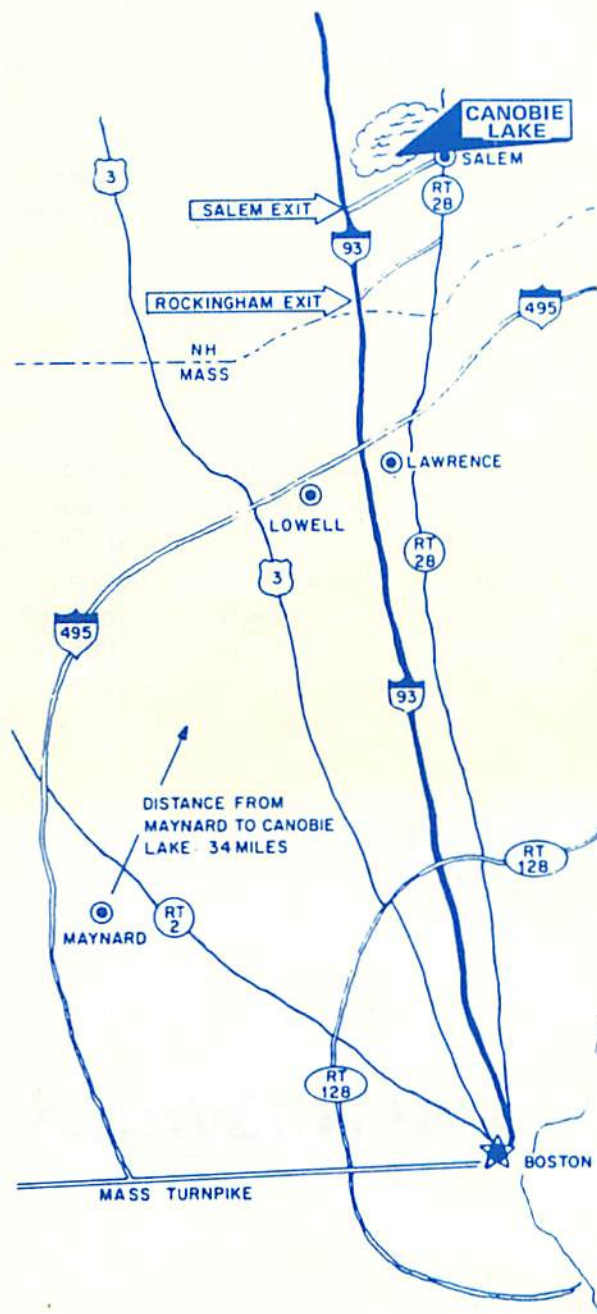 CANOBIE
LAKE
SALEM
3
RT
28
SALEM EXIT
93
ROCKINGHAM EXIT
495
NH
MASS
LAWRENCE
LOWELL
RT
28
3
495
93
DISTANCE FROM
MAYNARD TO CANOBIE
LAKE: 34 MILES
RT
128
MAYNARD
RT
2
RT
128
BOSTON
MASS TURNPIKE